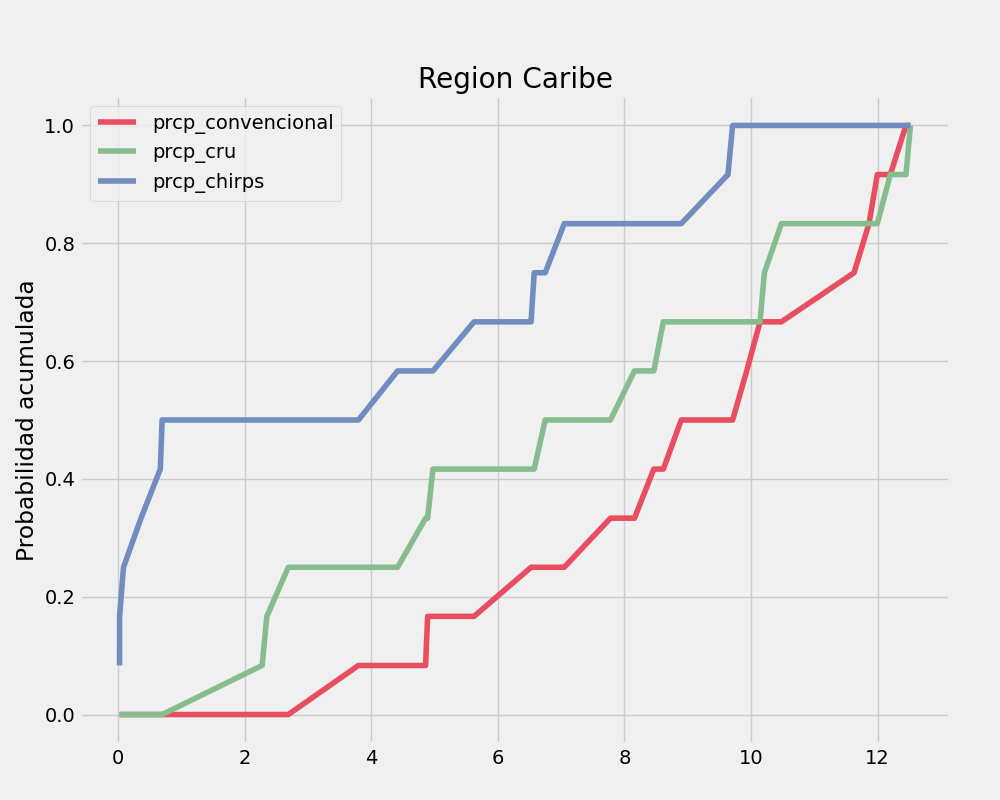 Region Caribe
prcp_convencional
prcp_cru
prcp_chirps
Probabilidad acumulada
1.0
0.8
0.6
0.4
0.2
0.0
0 2 4 6 8 10 12